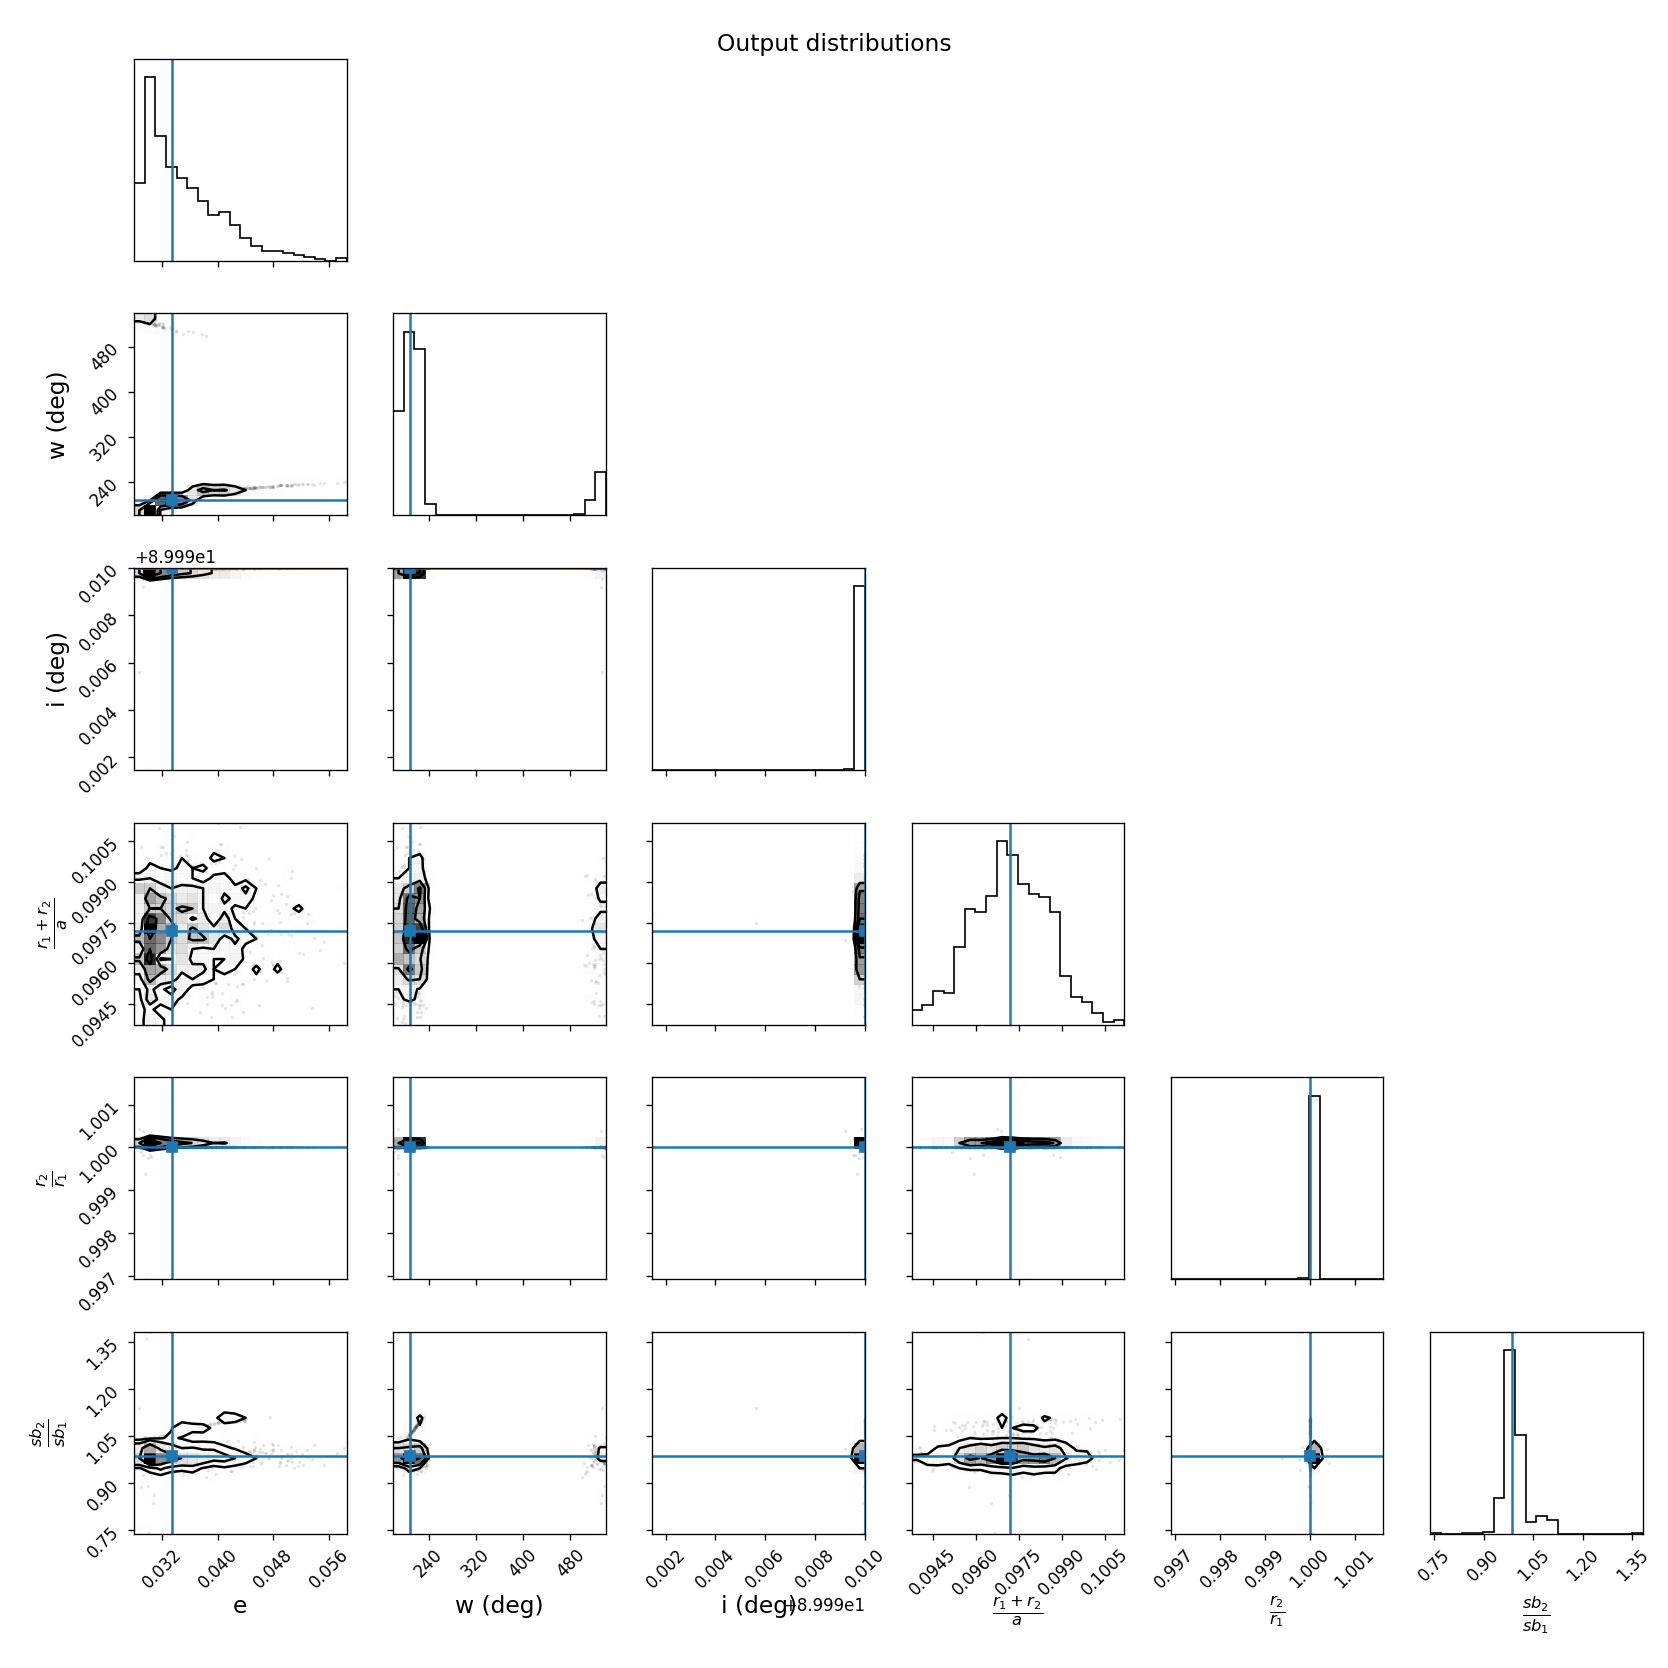 Output distributions
w (deg)
480
400
320
240
+8.999e1
i (deg)
0.010
0.008
0.006
0.004
0.002
r₁ + r₂
a
0.1005
0.0990
0.0975
0.0960
0.0945
r₂
r₁
1.001
1.000
0.999
0.998
0.997
sb₂
sb₁
1.35
1.20
1.05
0.90
0.75
0.032 0.040 0.048 0.056 240 320 400 480 0.002 0.004 0.006 0.008 0.010 0.0945 0.0960 0.0975 0.0990 0.1005 0.997 0.998 0.999 1.000 1.001 0.75 0.90 1.05 1.20 1.35
e
w (deg)
i (deg)
+8.999e1
r₁ + r₂
a
r₂
r₁
sb₂
sb₁